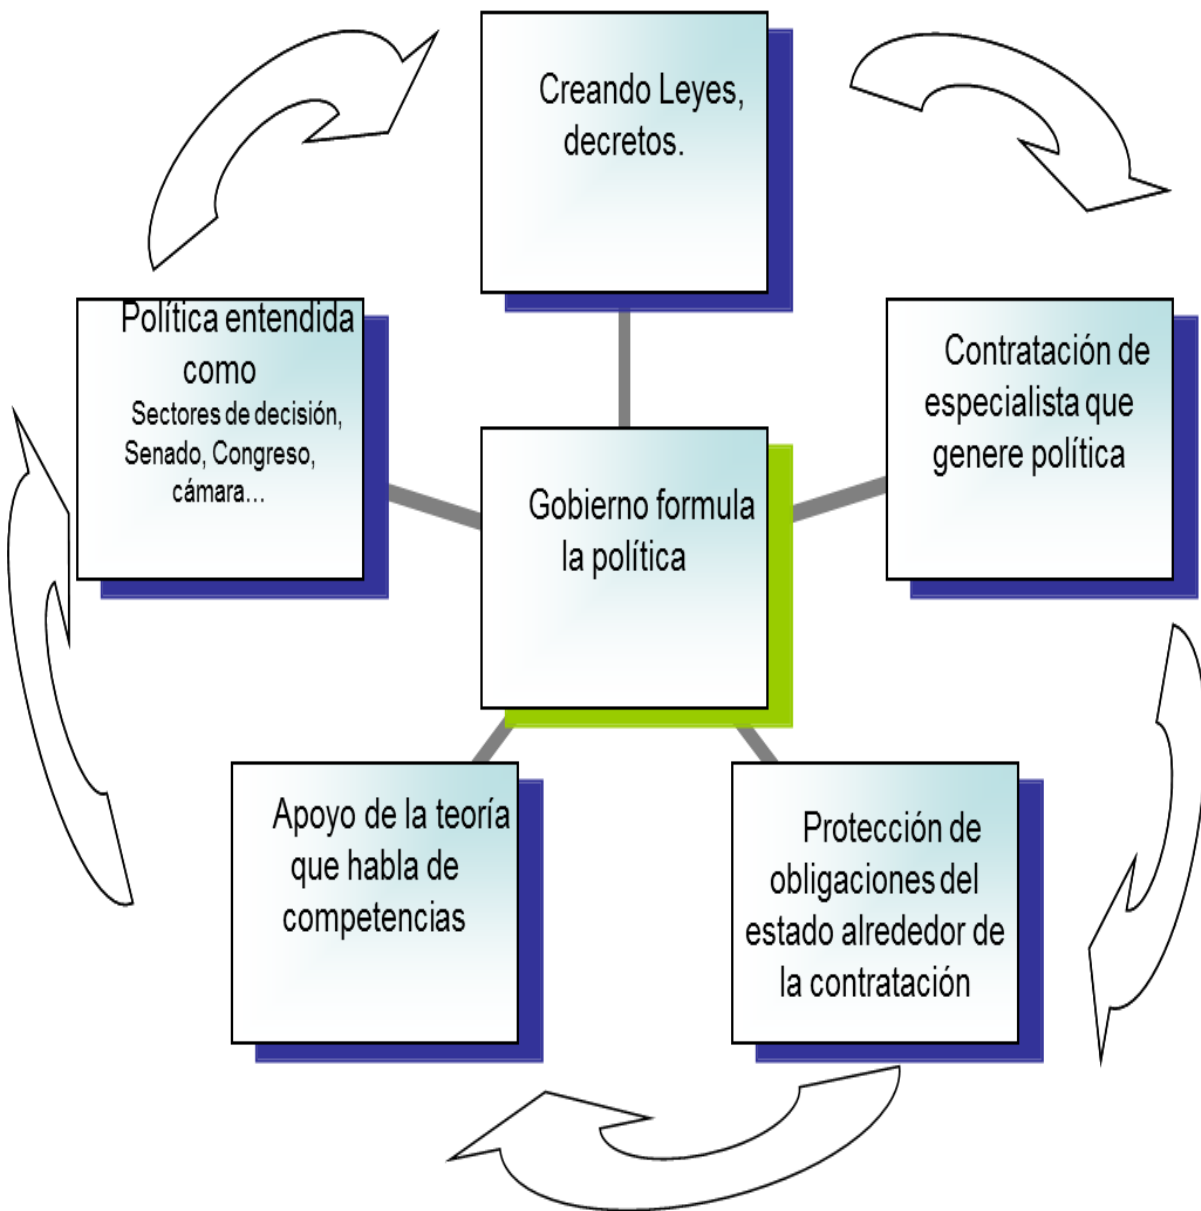 Creando Leyes,
decretos.
Política entendida
como
Sectores de decisión,
Senado, Congreso,
cámara...
Contratación de
especialista que
genere política
Gobierno formula
la política
Apoyo de la teoría
que habla de
competencias
Protección de
obligaciones del
estado alrededor de
la contratación